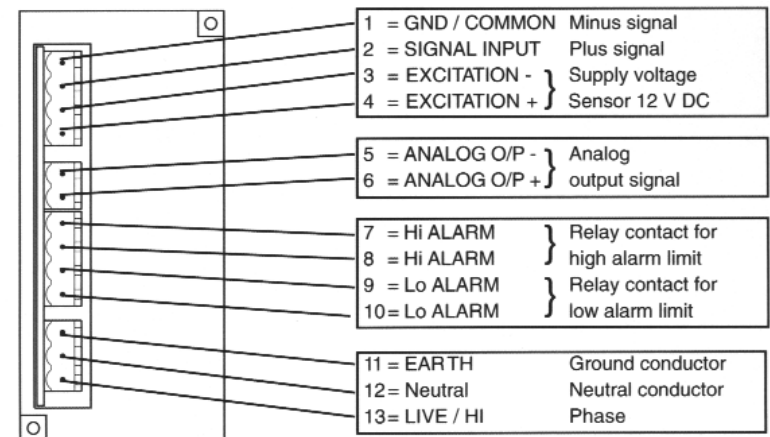 1 = GND / COMMON Minus signal
2 = SIGNAL INPUT Plus signal
3 = EXCITATION - } Supply voltage
4 = EXCITATION + } Sensor 12 V DC
5 = ANALOG O/P - } Analog
6 = ANALOG O/P + } output signal
7 = Hi ALARM } Relay contact for
8 = Hi ALARM } high alarm limit
9 = Lo ALARM } Relay contact for
10= Lo ALARM } low alarm limit
11 = EARTH Ground conductor
12= Neutral Neutral conductor
13= LIVE / HI Phase